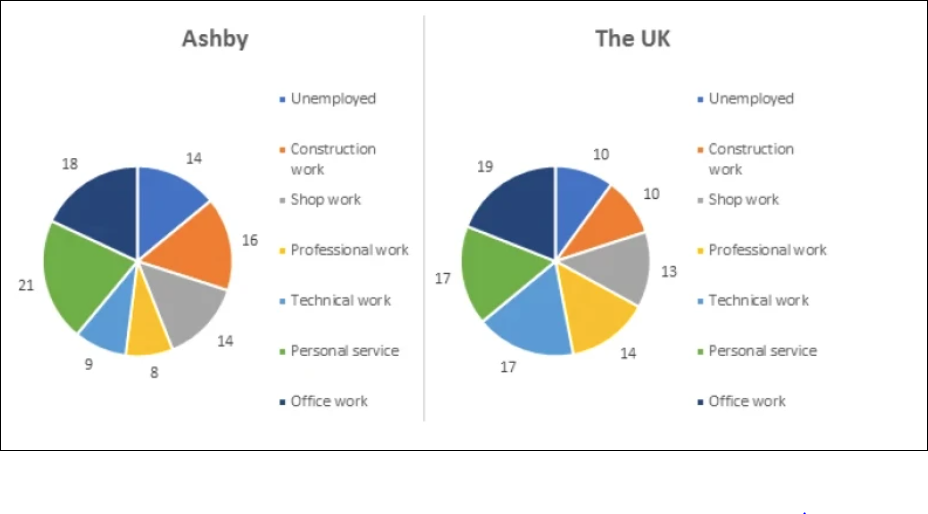 Ashby
Unemployed
Construction
work
Shop work
Professional work
Technical work
Personal service
Office work
14
16
14
8
9
21
18
The UK
Unemployed
Construction
work
Shop work
Professional work
Technical work
Personal service
Office work
10
10
13
14
17
17
19